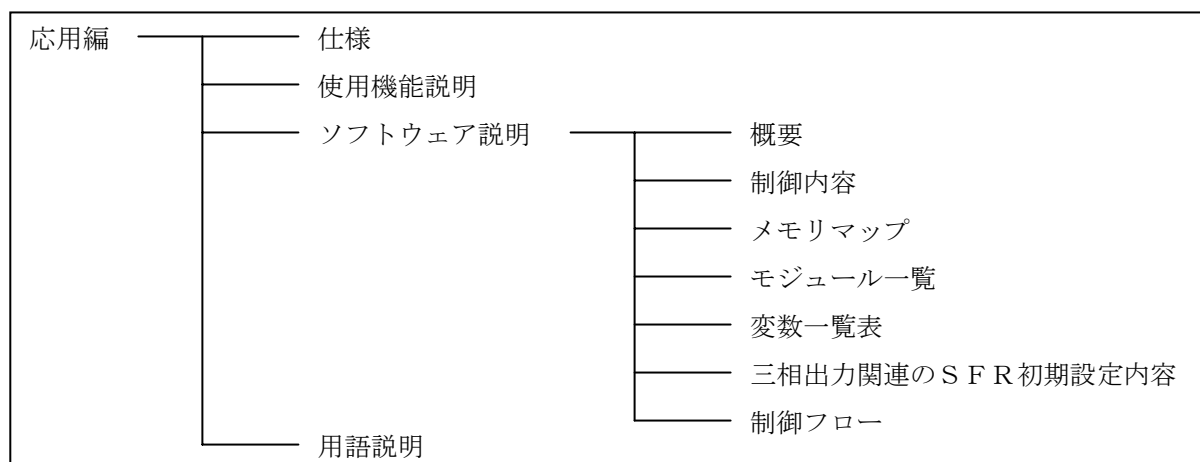 応用編 仕様
使用機能説明
ソフトウェア説明 概要
制御内容
メモリマップ
モジュール一覧
変数一覧表
三相出力関連のＳＦＲ初期設定内容
制御フロー
用語説明